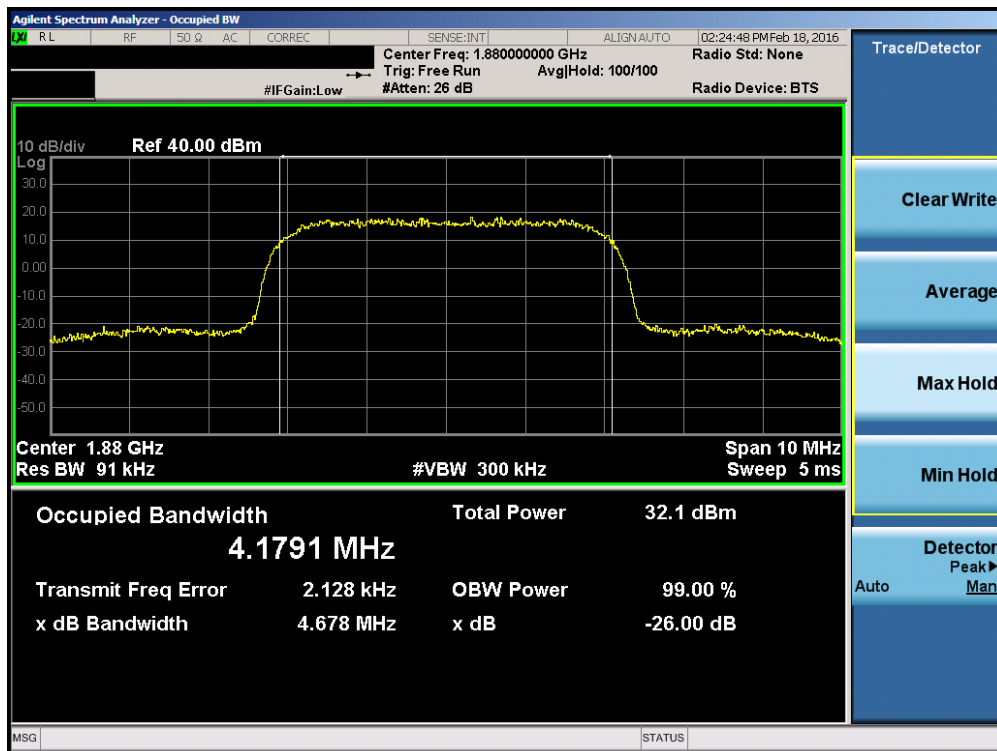 Agilent Spectrum Analyzer - Occupied BW
LXI RL RF 50 Ω AC CORREC SENSE:INT ALIGN AUTO 02:24:48 PM Feb 18, 2016
Center Freq: 1.880000000 GHz Radio Std: None
Trig: Free Run Avg|Hold: 100/100
#IFGain:Low #Atten: 26 dB Radio Device: BTS
10 dB/div Ref 40.00 dBm
Log
30.0
20.0
10.0
0.00
-10.0
-20.0
-30.0
-40.0
-50.0
Center 1.88 GHz Span 10 MHz
Res BW 91 kHz #VBW 300 kHz Sweep 5 ms
Occupied Bandwidth Total Power 32.1 dBm
4.1791 MHz
Transmit Freq Error 2.128 kHz OBW Power 99.00 %
x dB Bandwidth 4.678 MHz x dB -26.00 dB
MSG STATUS
Trace/Detector
Clear Write
Average
Max Hold
Min Hold
Detector
Peak▶
Auto Man